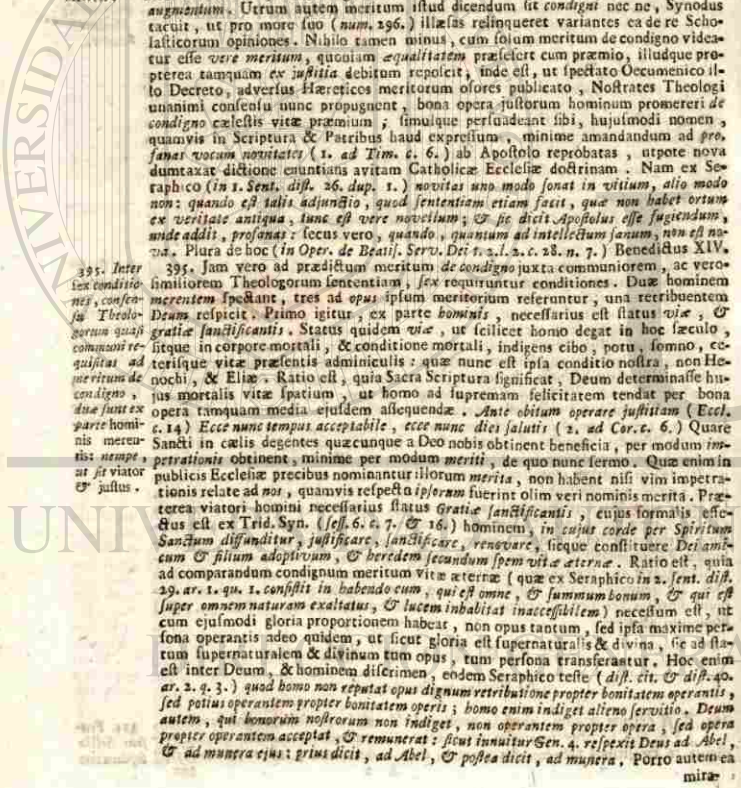 augmentum. Utrum autem meritum istud dicendum sit condigni nec ne, Synodus
tacuit, ut pro more suo (num. 296.) illæsas relinqueret variantes ea de re Scho-
lasticorum opiniones. Nihilo tamen minus, cum solum meritum de condigno videa-
tur esse vere meritum, quoniam æqualitatem præsefert cum præmio, illudque pro-
pterea tamquam ex justitia debitum reposcit; inde est, ut spectato Oecumenico il-
lo Decreto, adversus Hæreticos meritorum osores publicato, Nostrates Theologi
unanimi consensu nunc propugnent, bona opera justorum hominum promereri de
condigno cælestis vitæ præmium; simulque persuadeant sibi, hujusmodi nomen,
quamvis in Scriptura & Patribus haud expressum, minime amandandum ad pro-
fanas vocum novitates (1. ad Tim. c. 6.) ab Apostolo reprobatas, utpote nova
dumtaxat dictione enuntians avitam Catholicæ Ecclesiæ doctrinam. Nam ex Se-
raphico (in 1. Sent. dist. 26. dup. 1.) novitas uno modo sonat in vitium, alio modo
non: quando est talis adjunctio, quod sententiam etiam facit, quæ non habet ortum
ex veritate antiqua, tunc est vere novellum; & sic dicit Apostolus esse fugiendum,
unde addit, profanas: secus vero, quando, quantum ad intellectum sanum, non est no-
va. Plura de hoc (in Oper. de Beatif. Serv. Dei t. 2. l. 2. c. 28. n. 7.) Benedictus XIV.
395. Inter
sex conditio-
nes, consen-
su Theolo-
gorum quasi
communi re-
quisitas ad
meritum de
condigno,
duæ sunt ex
parte homi-
nis meren-
tis: nempe,
ut sit viator
& justus.
395. Jam vero ad prædictum meritum de condigno juxta communiorem, ac vero-
similiorem Theologorum sententiam, sex requiruntur conditiones. Duæ hominem
merentem spectant, tres ad opus ipsum meritorium referuntur, una retribuentem
Deum respicit. Primo igitur, ex parte hominis, necessarius est status viæ, &
gratiæ sanctificantis. Status quidem viæ, ut scilicet homo degat in hoc sæculo,
sitque in corpore mortali, & conditione mortali, indigens cibo, potu, somno, ce-
terisque vitæ præsentis adminiculis: quæ nunc est ipsa conditio nostra, non He-
nochi, & Eliæ. Ratio est, quia Sacra Scriptura significat, Deum determinasse hu-
jus mortalis vitæ spatium, ut homo ad supremam felicitatem tendat per bona
opera tamquam media ejusdem assequendæ. Ante obitum operare justitiam (Eccl.
c. 14) Ecce nunc tempus acceptabile, ecce nunc dies salutis (2. ad Cor. c. 6.) Quare
Sancti in cælis degentes quæcunque a Deo nobis obtinent beneficia, per modum im-
petrationis obtinent, minime per modum meriti, de quo nunc sermo. Quæ enim in
publicis Ecclesiæ precibus nominantur illorum merita, non habent nisi vim impetra-
tionis relate ad nos, quamvis respectu ipsorum fuerint olim veri nominis merita. Præ-
terea viatori homini necessarius status Gratiæ sanctificantis, cujus formalis effe-
ctus est ex Trid. Syn. (sess. 6. c. 7. & 16.) hominem, in cujus corde per Spiritum
Sanctum diffunditur, justificare, sanctificare, renovare, sicque constituere Dei ami-
cum & filium adoptivum, & heredem secundum spem vitæ æternæ. Ratio est, quia
ad comparandum condignum meritum vitæ æternæ (quæ ex Seraphico in 2. sent. dist.
29. ar. 1. qu. 1. consistit in habendo eum, qui est omne, & summum bonum, & qui est
super omnem naturam exaltatus, & lucem inhabitat inaccessibilem) necessum est, ut
cum ejusmodi gloria proportionem habeat, non opus tantum, sed ipsa maxime per-
sona operantis adeo quidem, ut sicut gloria est supernaturalis & divina, sic ad sta-
tum supernaturalem & divinum tum opus, tum persona transferantur. Hoc enim
est inter Deum, & hominem discrimen, eodem Seraphico teste (dist. cit. & dist. 40.
ar. 2. q. 3.) quod homo non reputat opus dignum retributione propter bonitatem operantis,
sed potius operantem propter bonitatem operis; homo enim indiget alieno servitio. Deum
autem, qui bonorum nostrorum non indiget, non operantem propter opera, sed opera
propter operantem acceptat, & remunerat: sicut innuitur Gen. 4. respexit Deus ad Abel,
& ad munera ejus: prius dicit, ad Abel, & postea dicit, ad munera. Porro autem ea
miræ